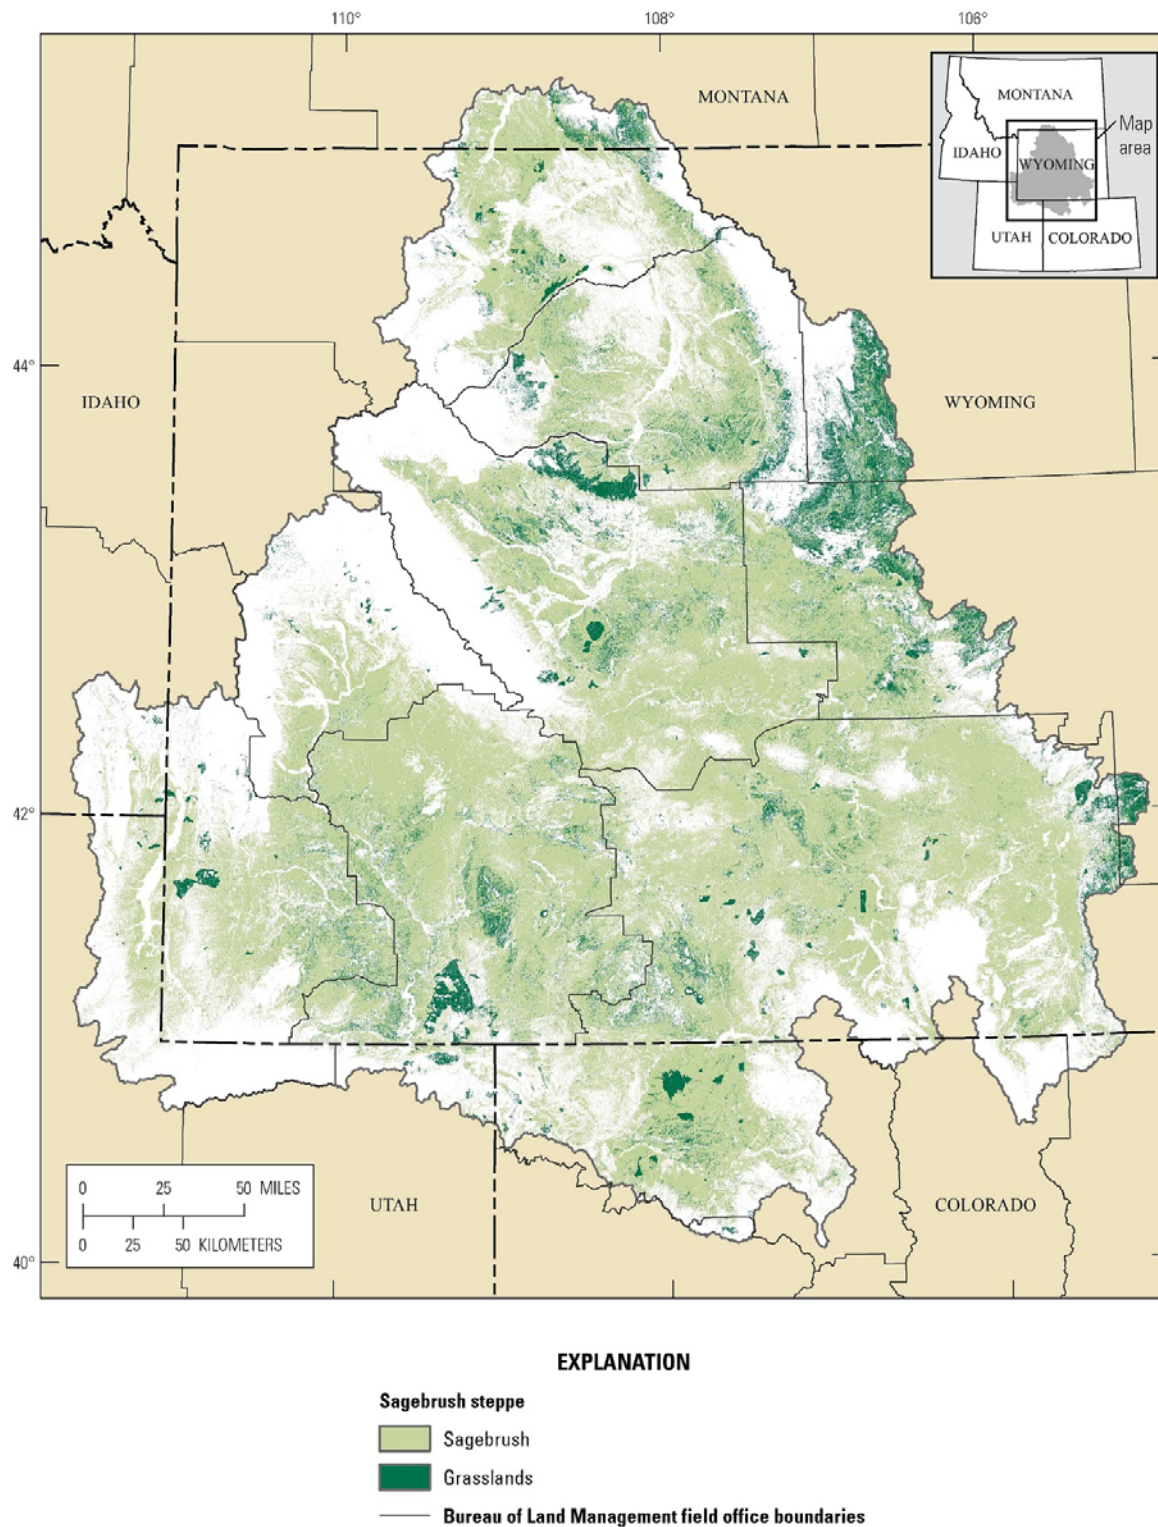 110° 108° 106°
MONTANA
MONTANA
Map
area
IDAHO
WYOMING
UTAH COLORADO
44°
IDAHO
WYOMING
42°
0 25 50 MILES
0 25 50 KILOMETERS
UTAH
COLORADO
40°
EXPLANATION
Sagebrush steppe
Sagebrush
Grasslands
Bureau of Land Management field office boundaries